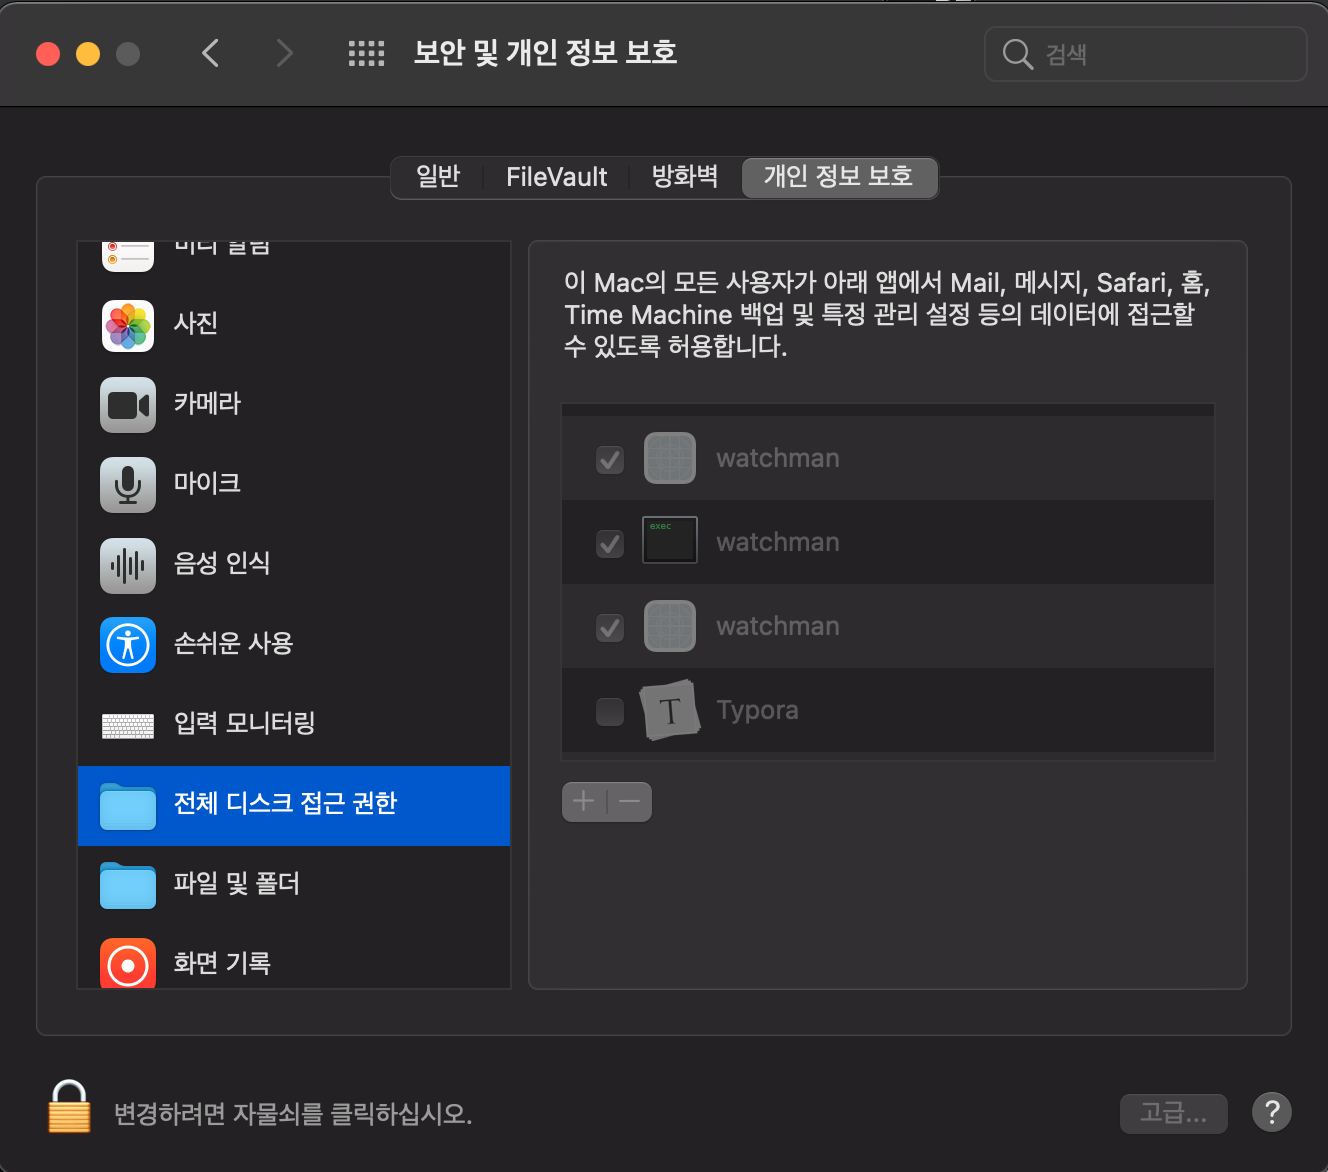 보안 및 개인 정보 보호
검색
일반
FileVault
방화벽
개인 정보 보호
미리 알림
사진
카메라
마이크
음성 인식
손쉬운 사용
입력 모니터링
전체 디스크 접근 권한
파일 및 폴더
화면 기록
이 Mac의 모든 사용자가 아래 앱에서 Mail, 메시지, Safari, 홈,
Time Machine 백업 및 특정 관리 설정 등의 데이터에 접근할
수 있도록 허용합니다.
watchman
exec
watchman
watchman
T
Typora
변경하려면 자물쇠를 클릭하십시오.
고급...
?